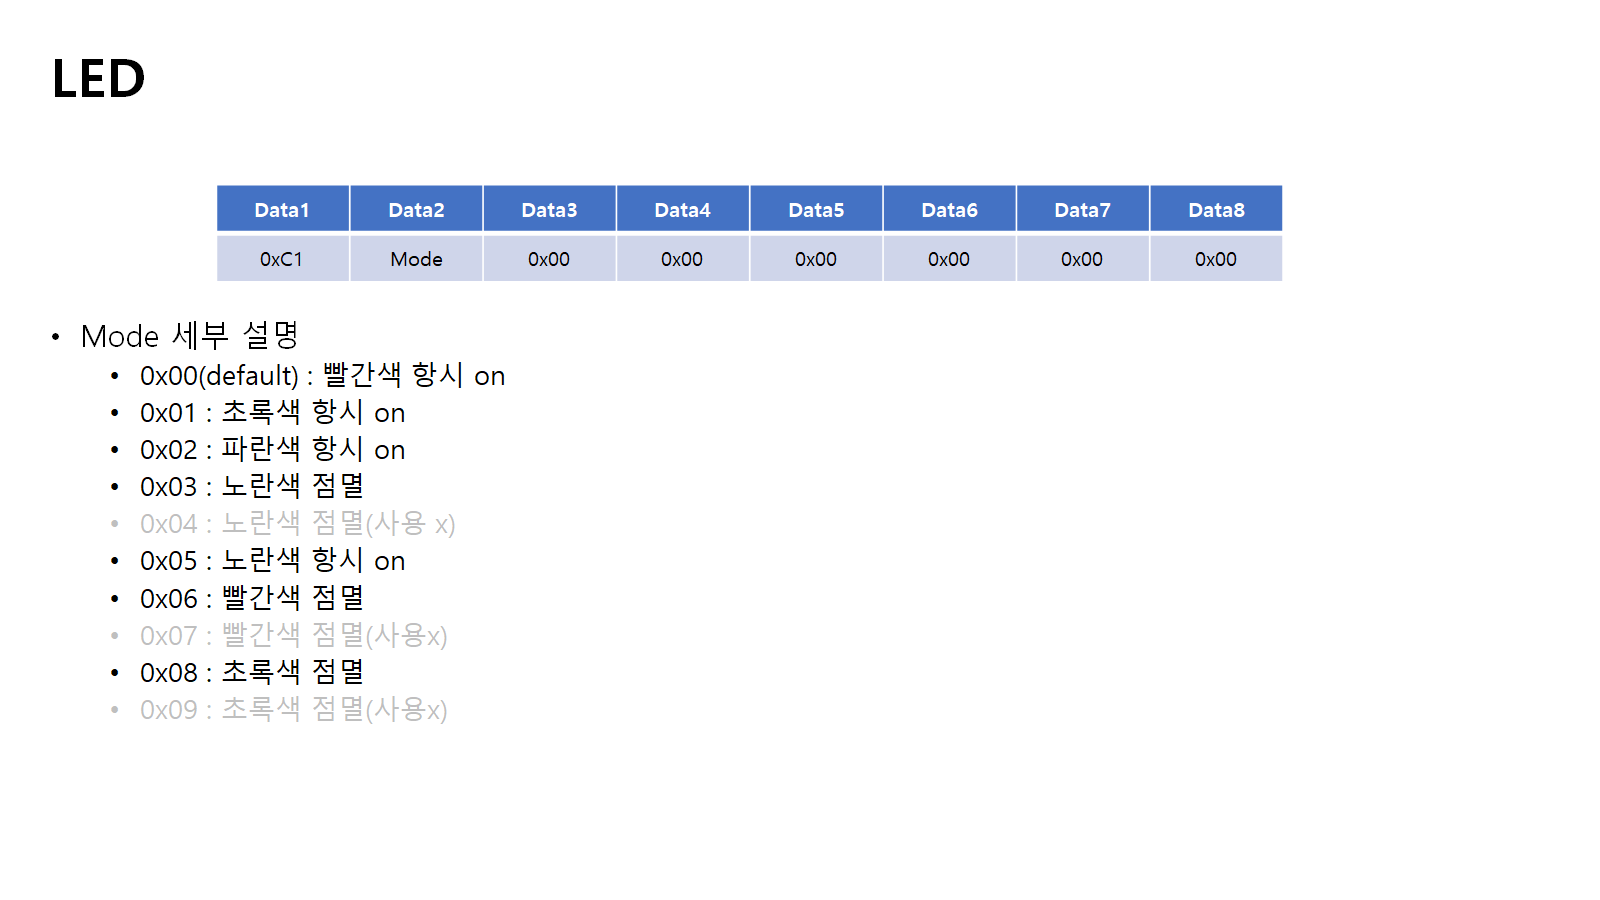 LED
Data1 Data2 Data3 Data4 Data5 Data6 Data7 Data8
0xC1 Mode 0x00 0x00 0x00 0x00 0x00 0x00
• Mode 세부 설명
• 0x00(default) : 빨간색 항시 on
• 0x01 : 초록색 항시 on
• 0x02 : 파란색 항시 on
• 0x03 : 노란색 점멸
• 0x04 : 노란색 점멸(사용 x)
• 0x05 : 노란색 항시 on
• 0x06 : 빨간색 점멸
• 0x07 : 빨간색 점멸(사용x)
• 0x08 : 초록색 점멸
• 0x09 : 초록색 점멸(사용x)